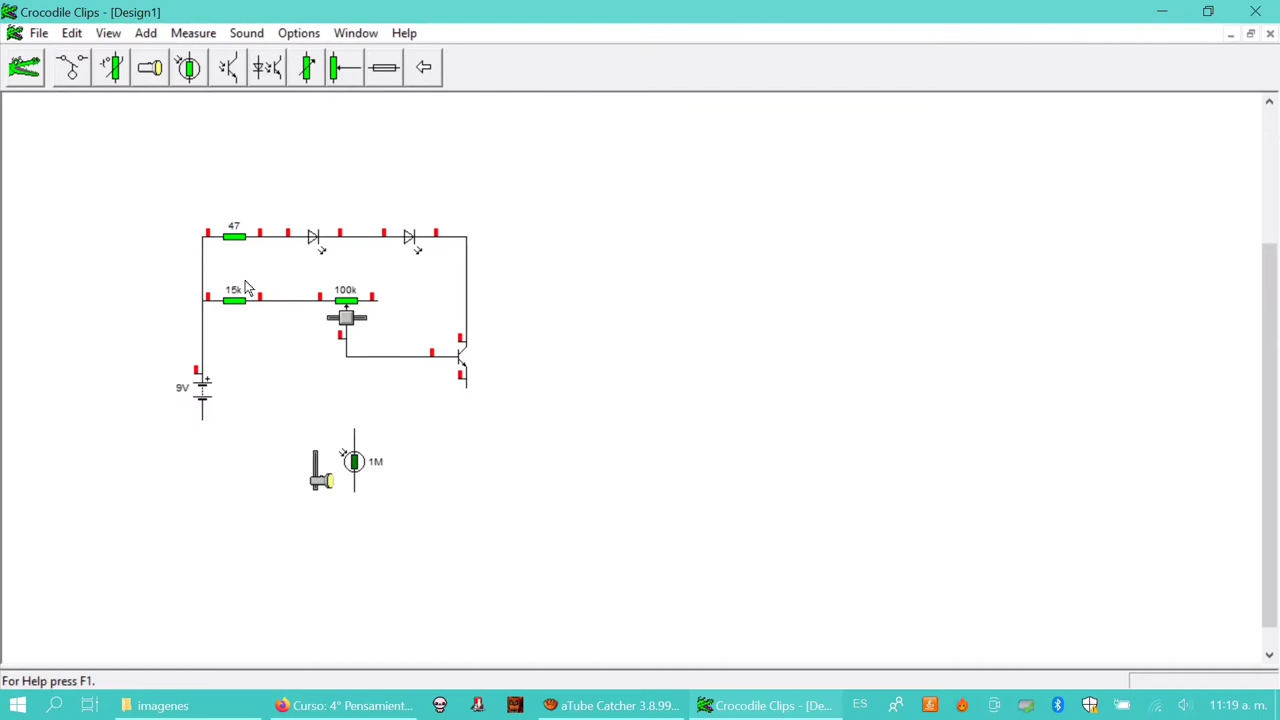 Crocodile Clips - [Design1]
File Edit View Add Measure Sound Options Window Help
47
15k
100k
9V
1M
For Help press F1.
imagenes
Curso: 4° Pensamient...
aTube Catcher 3.8.99...
Crocodile Clips - [De...
ES
11:19 a. m.